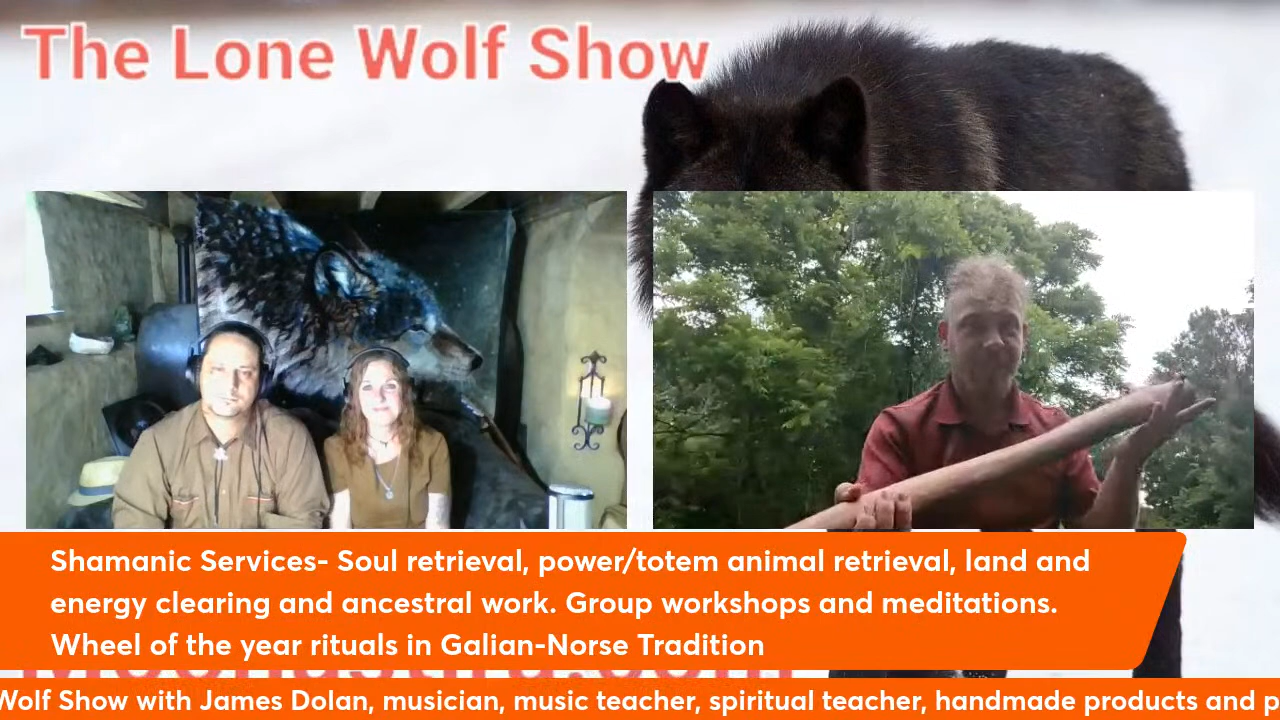 The Lone Wolf Show
Shamanic Services- Soul retrieval, power/totem animal retrieval, land and
energy clearing and ancestral work. Group workshops and meditations.
Wheel of the year rituals in Galian-Norse Tradition
Wolf Show with James Dolan, musician, music teacher, spiritual teacher, handmade products and p